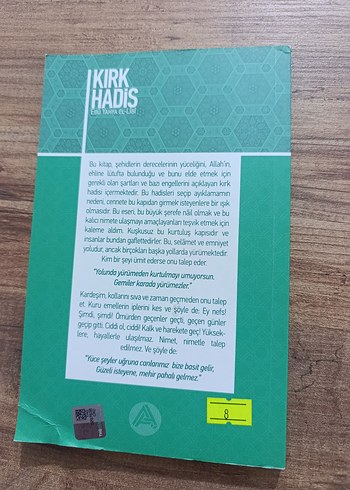 KIRK
HADİS
Ebû Yahyâ el-Lîbî
Bu kitap, şehidlerin derecelerinin yüceliğini, Allah'ın,
ehline lütufta bulunduğu ve bunu elde etmek için
gerekli olan şartları ve bazı engellerini açıklayan kırk
hadisi içermektedir. Bu hadisleri seçip ayıklamamın
nedeni, cennete bu kapıdan girmek isteyenlere bir ışık
olmasıdır. Bu eseri, bu büyük şerefe nâil olmak ve bu
kalıcı nimete ulaşmayı amaçlayanları teşvik etmek için
kaleme aldım. Kuşkusuz bu kurtuluş kapısıdır ve
insanlar bundan gaflettedirler. Bu, selâmet ve emniyet
yoludur, ancak birçokları başka yollarda yürümektedir.
Kim bir şeyi ümit ederse onu talep eder.
"Yolunda yürümeden kurtulmayı umuyorsun.
Gemiler karada yürümezler."
Kardeşim, kollarını sıva ve zaman geçmeden onu talep
et. Kuru emellerin iplerini kes ve şöyle de: Ey nefs!
Şimdi, şimdi! Ömürden geçenler geçti, geçen günler
geçip gitti. Ciddi ol, ciddi! Kalk ve harekete geç! Yüksek-
lere, hayallerle ulaşılmaz. Nimet, nimetle talep
edilmez. Ve şöyle de:
"Yüce şeyler uğruna canlarımız bize basit gelir,
Güzeli isteyene, mehir pahalı gelmez."
8